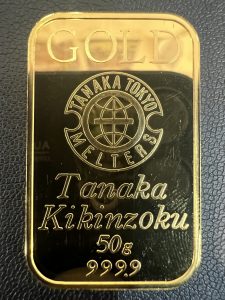 GOLD
TANAKA TOKYO
MELTERS
Tanaka
Kikinzoku
50g
999.9